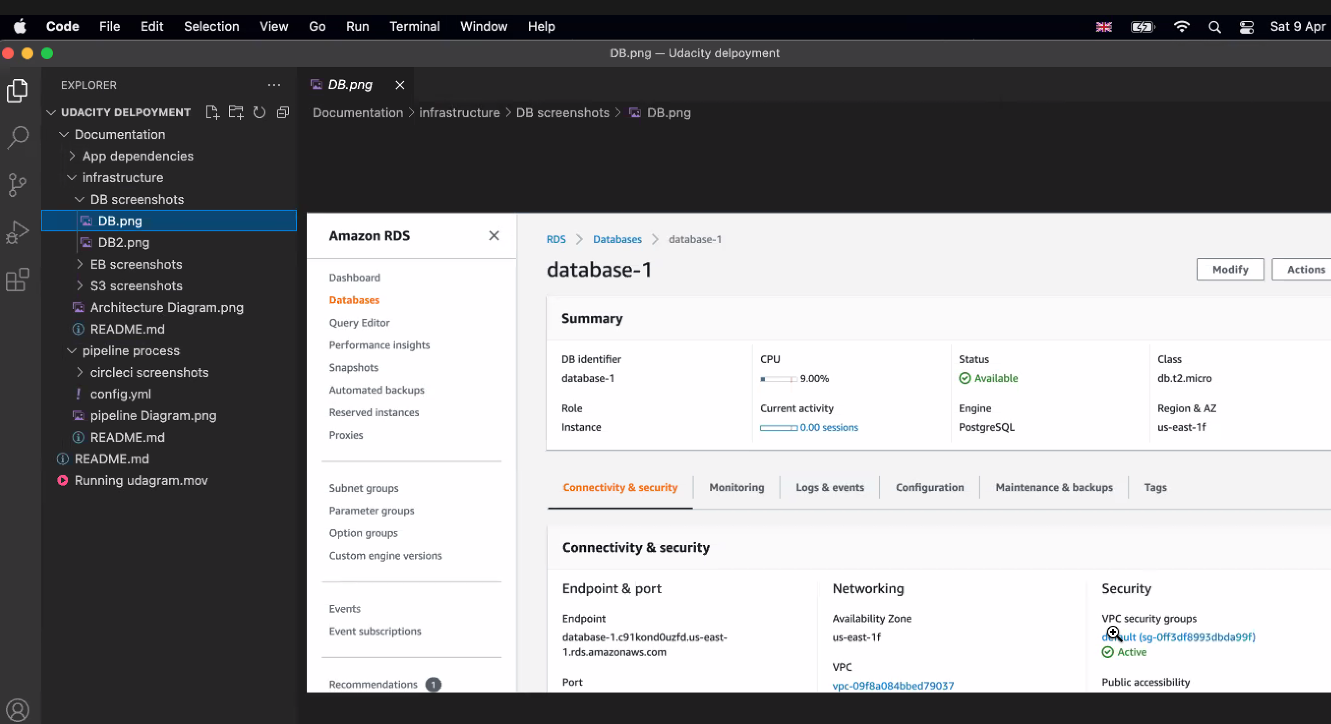 Code File Edit Selection View Go Run Terminal Window Help Sat 9 Apr
DB.png — Udacity delpoyment
EXPLORER
UDACITY DELPOYMENT
Documentation
App dependencies
infrastructure
DB screenshots
DB.png
DB2.png
EB screenshots
S3 screenshots
Architecture Diagram.png
README.md
pipeline process
circleci screenshots
config.yml
pipeline Diagram.png
README.md
README.md
Running udagram.mov
DB.png
Documentation > infrastructure > DB screenshots > DB.png
Amazon RDS
Dashboard
Databases
Query Editor
Performance insights
Snapshots
Automated backups
Reserved instances
Proxies
Subnet groups
Parameter groups
Option groups
Custom engine versions
Events
Event subscriptions
Recommendations 1
RDS > Databases > database-1
database-1
Modify Actions
Summary
DB identifier
database-1
Role
Instance
CPU
9.00%
Current activity
0.00 sessions
Status
Available
Engine
PostgreSQL
Class
db.t2.micro
Region & AZ
us-east-1f
Connectivity & security Monitoring Logs & events Configuration Maintenance & backups Tags
Connectivity & security
Endpoint & port
Endpoint
database-1.c91kond0uzfd.us-east-
1.rds.amazonaws.com
Port
Networking
Availability Zone
us-east-1f
VPC
vpc-09f8a084bbed79037
Security
VPC security groups
default (sg-0ff3df8993dbda99f)
Active
Public accessibility